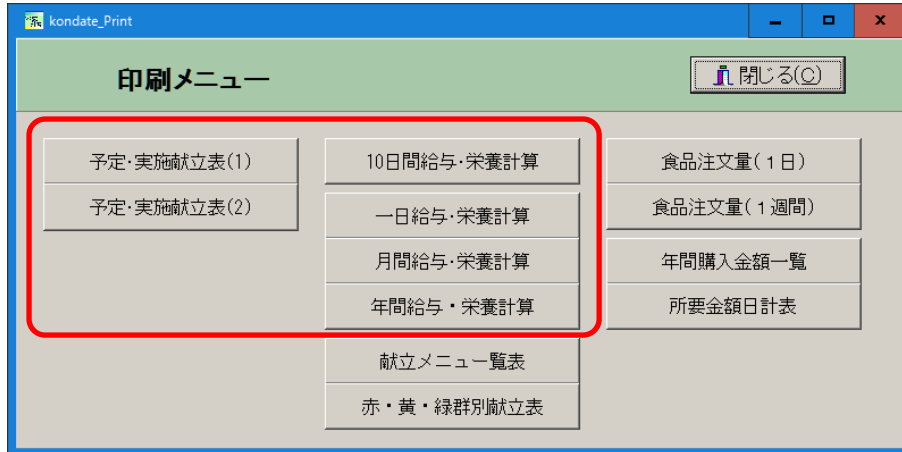 kondate_Print
印刷メニュー
閉じる(C)
予定･実施献立表(1)
予定･実施献立表(2)
10日間給与･栄養計算
一日給与･栄養計算
月間給与･栄養計算
年間給与・栄養計算
献立メニュー覧表
赤・黄・緑群別献立表
食品注文量(１日)
食品注文量(１週間)
年間購入金額一覧
所要金額日計表